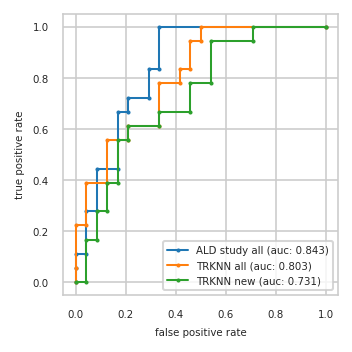 1.0
0.8
0.6
0.4
0.2
0.0
true positive rate
ALD study all (auc: 0.843)
TRKNN all (auc: 0.803)
TRKNN new (auc: 0.731)
0.0 0.2 0.4 0.6 0.8 1.0
false positive rate